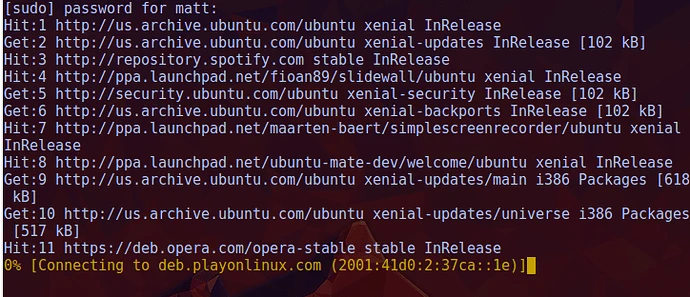 [sudo] password for matt:
Hit:1 http://us.archive.ubuntu.com/ubuntu xenial InRelease
Get:2 http://us.archive.ubuntu.com/ubuntu xenial-updates InRelease [102 kB]
Hit:3 http://repository.spotify.com stable InRelease
Hit:4 http://ppa.launchpad.net/fioan89/slidewall/ubuntu xenial InRelease
Get:5 http://security.ubuntu.com/ubuntu xenial-security InRelease [102 kB]
Get:6 http://us.archive.ubuntu.com/ubuntu xenial-backports InRelease [102 kB]
Hit:7 http://ppa.launchpad.net/maarten-baert/simplescreenrecorder/ubuntu xenial
InRelease
Hit:8 http://ppa.launchpad.net/ubuntu-mate-dev/welcome/ubuntu xenial InRelease
Get:9 http://us.archive.ubuntu.com/ubuntu xenial-updates/main i386 Packages [618
kB]
Get:10 http://us.archive.ubuntu.com/ubuntu xenial-updates/universe i386 Packages
[517 kB]
Hit:11 https://deb.opera.com/opera-stable stable InRelease
0% [Connecting to deb.playonlinux.com (2001:41d0:2:37ca::1e)]